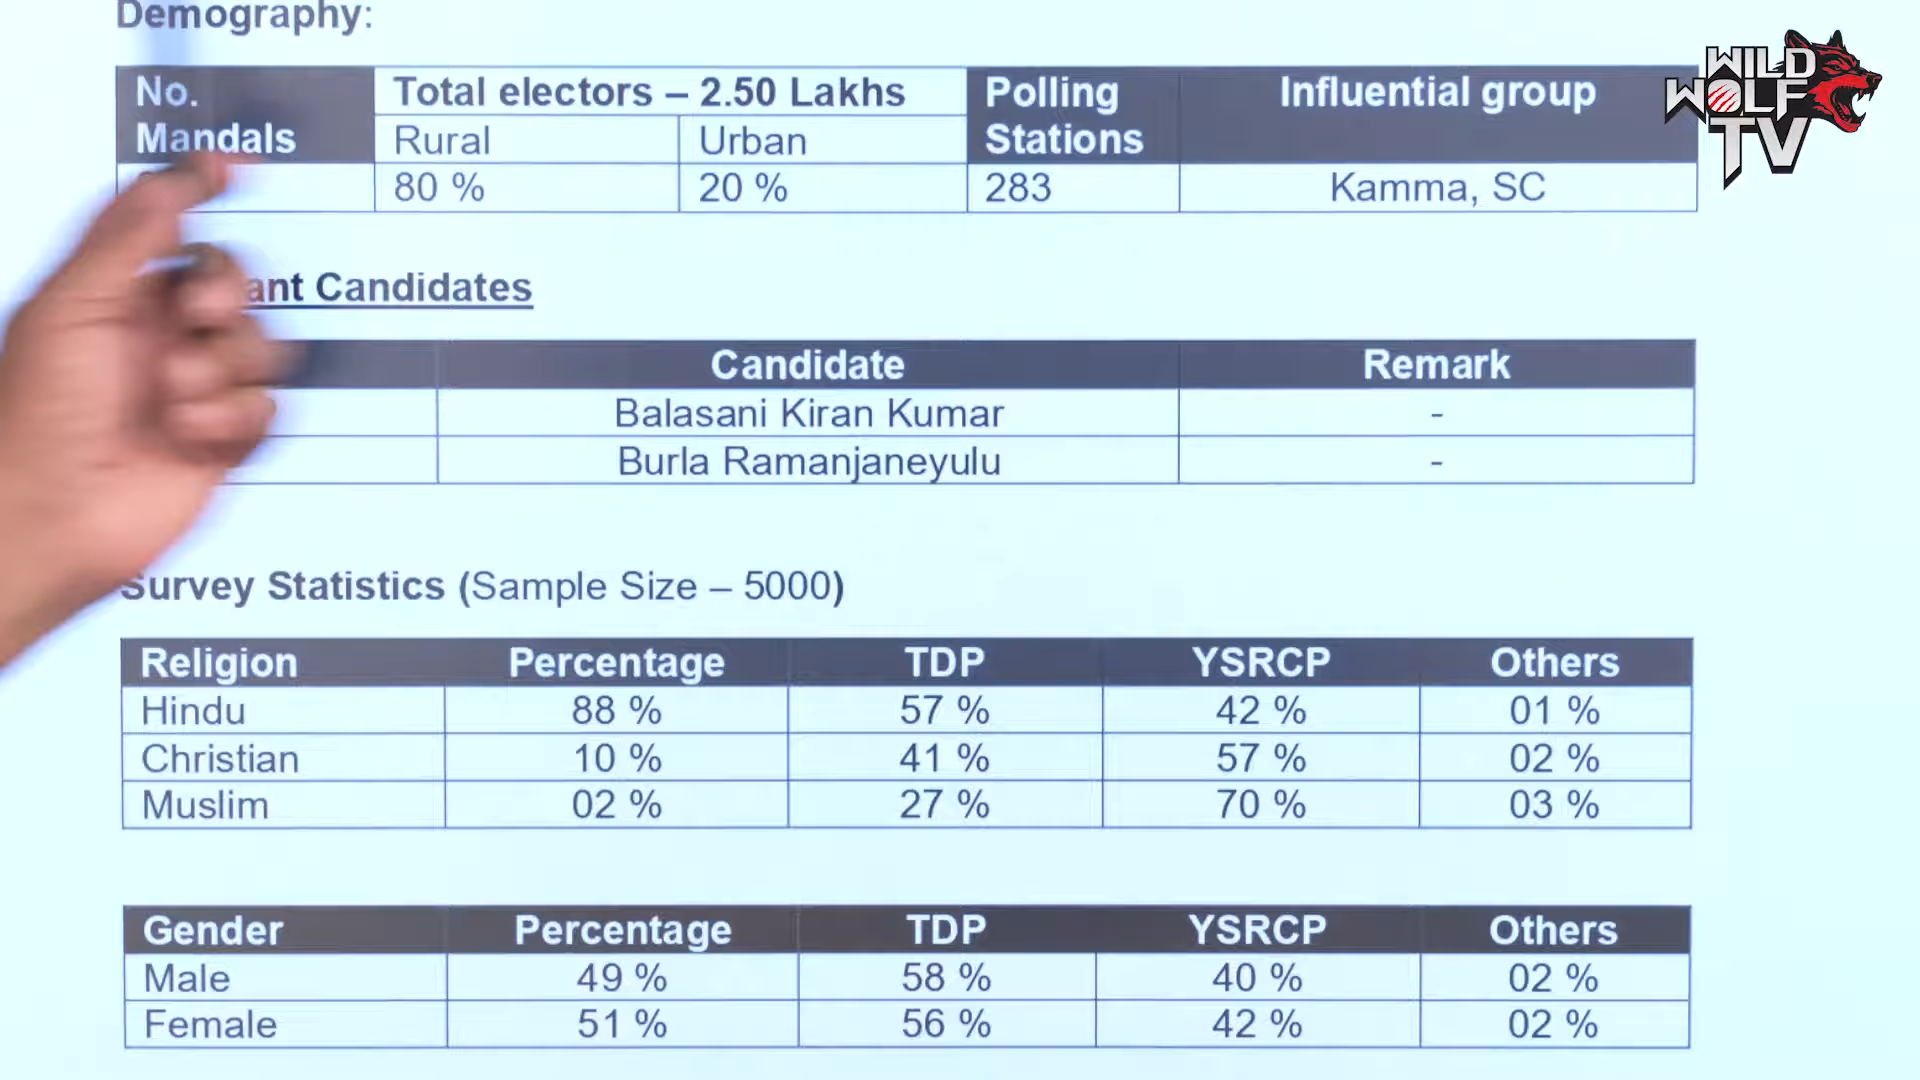 Demography:
No. Mandals Total electors – 2.50 Lakhs Polling Stations Influential group
Rural Urban
80 % 20 % 283 Kamma, SC
Candidates
Candidate Remark
Balasani Kiran Kumar -
Burla Ramanjaneyulu -
Survey Statistics (Sample Size – 5000)
Religion Percentage TDP YSRCP Others
Hindu 88 % 57 % 42 % 01 %
Christian 10 % 41 % 57 % 02 %
Muslim 02 % 27 % 70 % 03 %
Gender Percentage TDP YSRCP Others
Male 49 % 58 % 40 % 02 %
Female 51 % 56 % 42 % 02 %
WILD
WOLF
TV